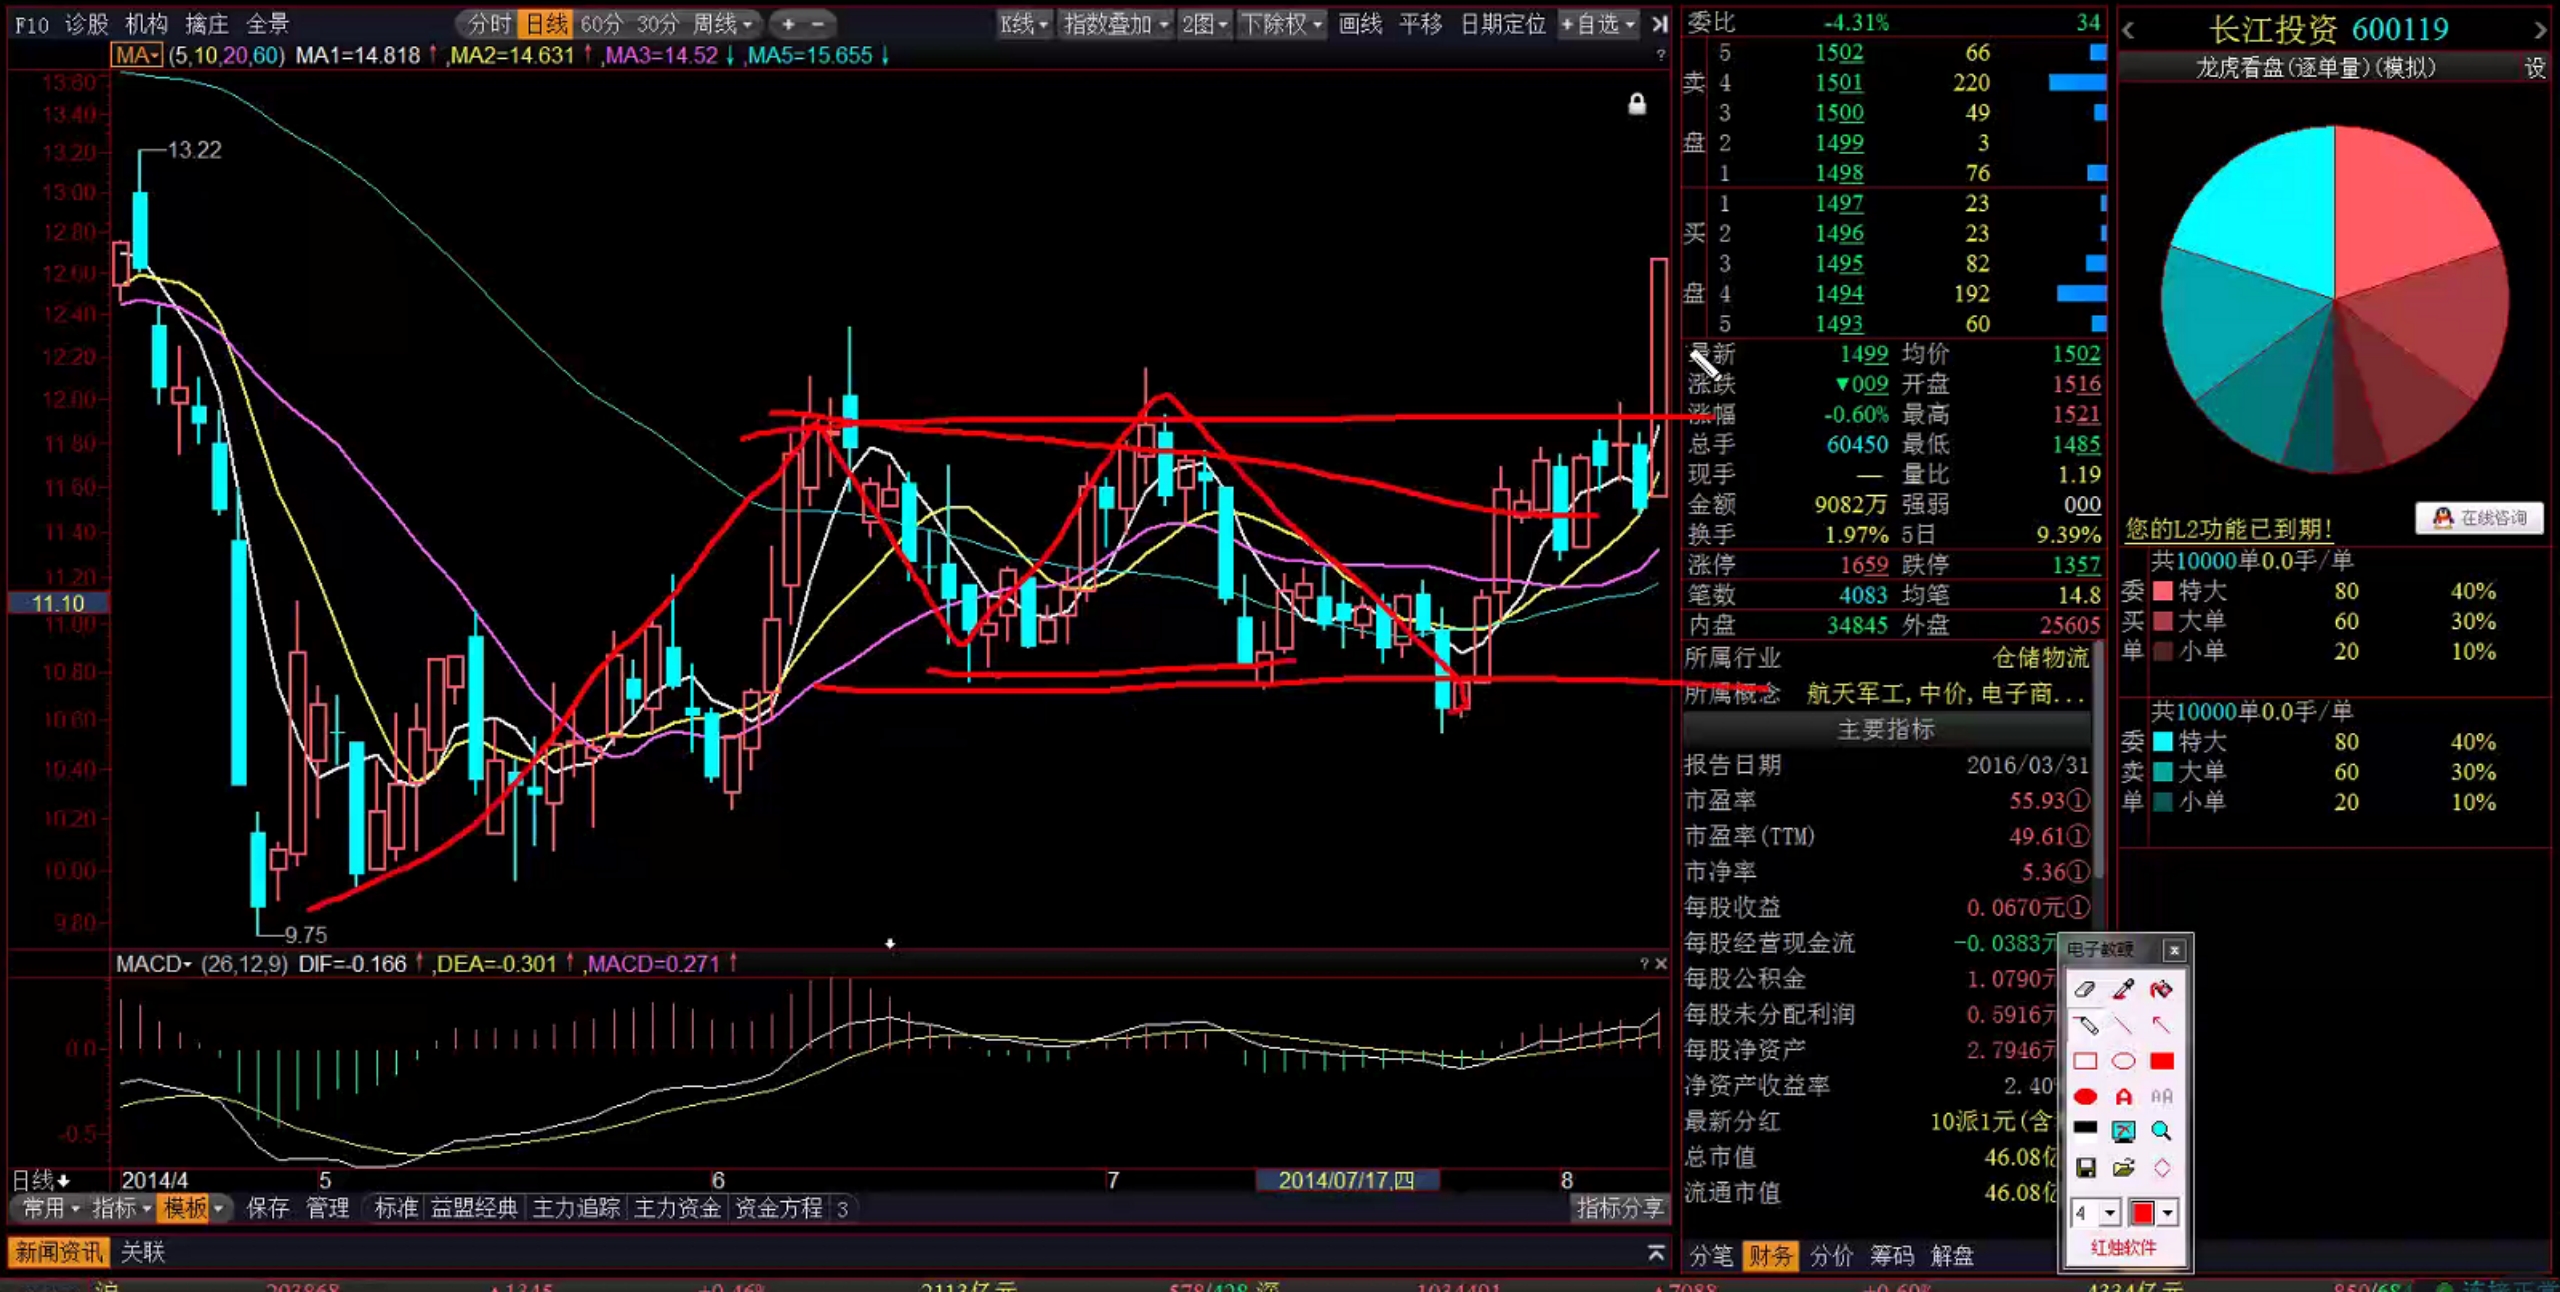 F10 诊股 机构 擒庄 全景 分时 日线 60分 30分 周线 + − K线 指数叠加 2图 下除权 画线 平移 日期定位 +自选
MA (5,10,20,60) MA1=14.818 ↑ ,MA2=14.631 ↑ ,MA3=14.52 ↓ ,MA5=15.655 ↓ ?
13.60
13.40
13.20
13.00
12.80
12.60
12.40
12.20
12.00
11.80
11.60
11.40
11.20
11.10
11.00
10.80
10.60
10.40
10.20
10.00
9.80
13.22
9.75
MACD (26,12,9) DIF=-0.166 ↑ ,DEA=-0.301 ↑ ,MACD=0.271 ↑ ? ×
0.0
-0.5
日线 2014/4 5 6 7 2014/07/17,四 8
常用 指标 模板 保存 管理 标准 益盟经典 主力追踪 主力资金 资金方程 3 指标分享
新闻资讯 关联
委比 -4.31% 34
卖盘
5 1502 66
4 1501 220
3 1500 49
2 1499 3
1 1498 76
买盘
1 1497 23
2 1496 23
3 1495 82
4 1494 192
5 1493 60
最新 1499 均价 1502
涨跌 ▼009 开盘 1516
涨幅 -0.60% 最高 1521
总手 60450 最低 1485
现手 — 量比 1.19
金额 9082万 强弱 000
换手 1.97% 5日 9.39%
涨停 1659 跌停 1357
笔数 4083 均笔 14.8
内盘 34845 外盘 25605
所属行业 仓储物流
所属概念 航天军工,中价,电子商...
主要指标
报告日期 2016/03/31
市盈率 55.93①
市盈率(TTM) 49.61①
市净率 5.36①
每股收益 0.0670元①
每股经营现金流 -0.0383元
每股公积金 1.0790元
每股未分配利润 0.5916元
每股净资产 2.7946元
净资产收益率 2.40
最新分红 10派1元(含
总市值 46.08亿
流通市值 46.08亿
分笔 财务 分价 筹码 解盘
长江投资 600119
龙虎看盘(逐单量)(模拟) 设
您的L2功能已到期!
在线咨询
共10000单0.0手/单
委买单
特大 80 40%
大单 60 30%
小单 20 10%
共10000单0.0手/单
委卖单
特大 80 40%
大单 60 30%
小单 20 10%
电子教鞭 x
A AA
4
红烛软件